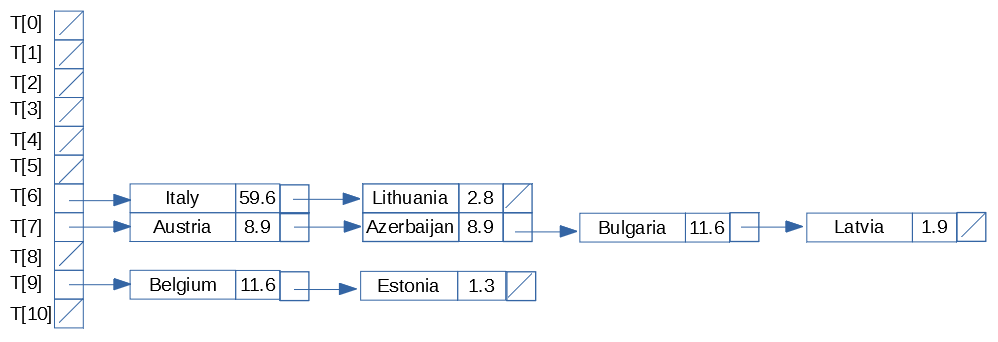 T[0]
T[1]
T[2]
T[3]
T[4]
T[5]
T[6] Italy 59.6 Lithuania 2.8
T[7] Austria 8.9 Azerbaijan 8.9 Bulgaria 11.6 Latvia 1.9
T[8]
T[9] Belgium 11.6 Estonia 1.3
T[10]